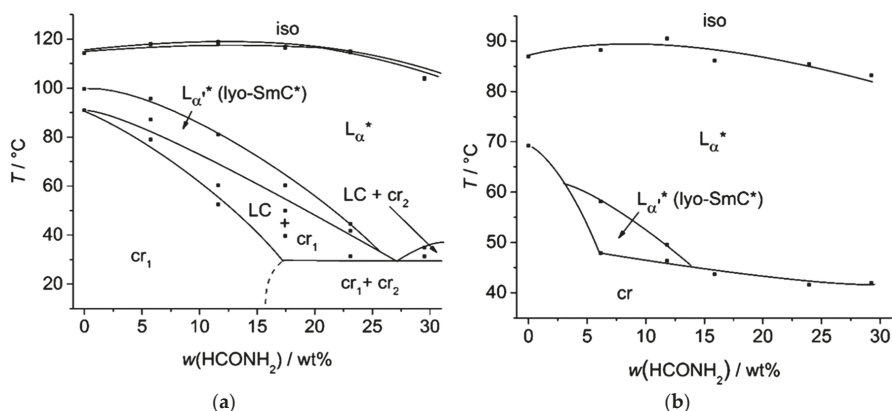 iso
120
100
80
60
40
20
T / °C
Lα'* (lyo-SmC*)
Lα*
LC
+
cr1
LC + cr2
cr1
cr1+ cr2
0 5 10 15 20 25 30
w(HCONH2) / wt%
(a)
iso
90
80
70
60
50
40
T / °C
Lα*
Lα'* (lyo-SmC*)
cr
0 5 10 15 20 25 30
w(HCONH2) / wt%
(b)